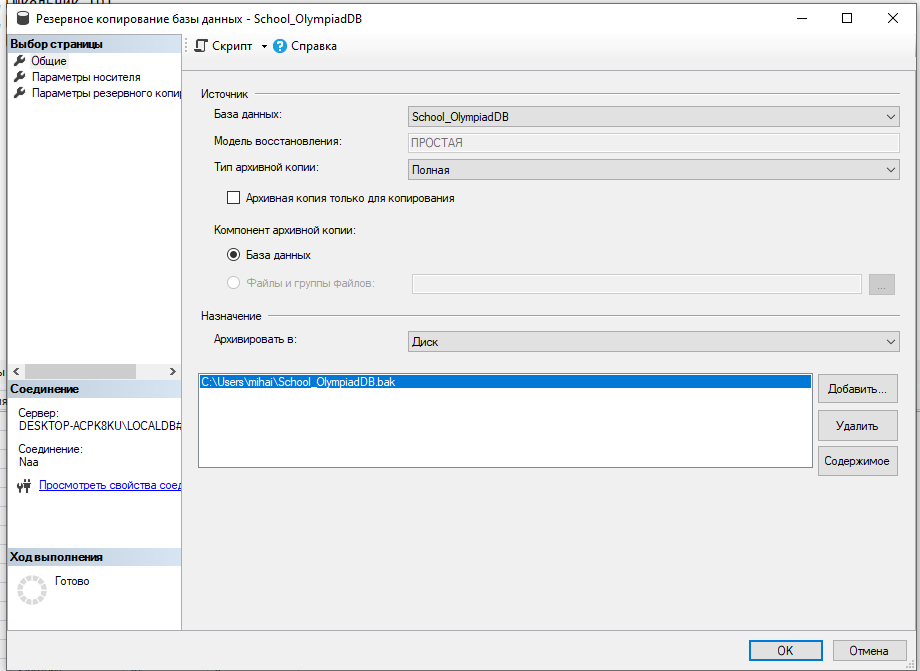 Резервное копирование базы данных - School_OlympiadDB
Выбор страницы
Общие
Параметры носителя
Параметры резервного копир
Скрипт
Справка
Источник
База данных:
School_OlympiadDB
Модель восстановления:
ПРОСТАЯ
Тип архивной копии:
Полная
Архивная копия только для копирования
Компонент архивной копии:
База данных
Файлы и группы файлов:
...
Назначение
Архивировать в:
Диск
C:\Users\mihai\School_OlympiadDB.bak
Добавить...
Удалить
Содержимое
Соединение
Сервер:
DESKTOP-ACPK8KU\LOCALDB#
Соединение:
Naa
Просмотреть свойства соед
Ход выполнения
Готово
OK
Отмена